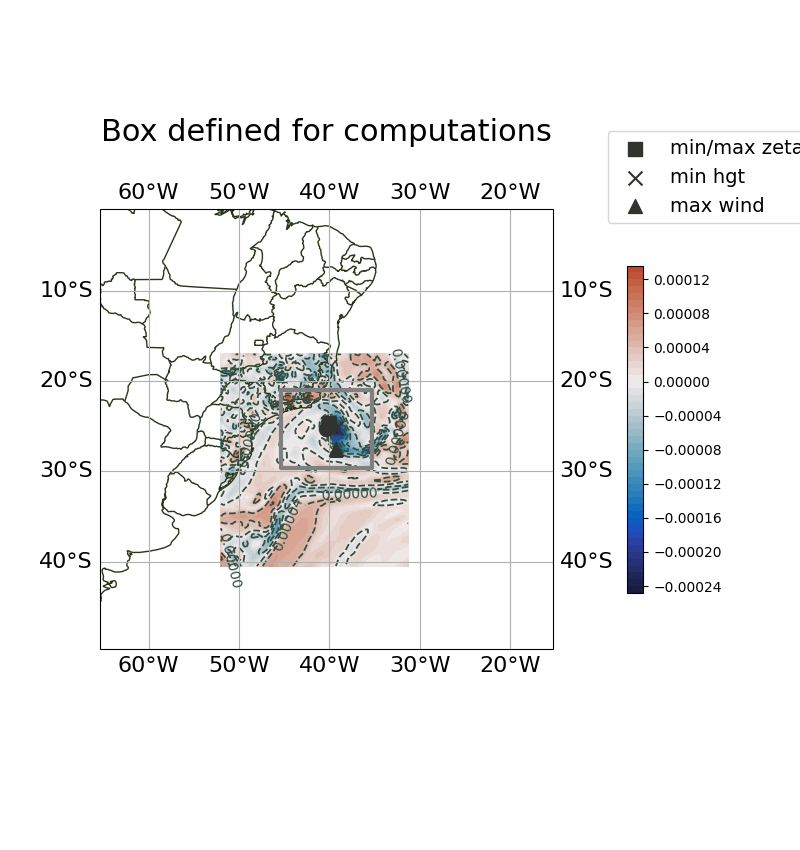 Box defined for computations
min/max zeta
min hgt
max wind
60°W 50°W 40°W 30°W 20°W
10°S 10°S
20°S 20°S
30°S 30°S
40°S 40°S
60°W 50°W 40°W 30°W 20°W
0.00012
0.00008
0.00004
0.00000
−0.00004
−0.00008
−0.00012
−0.00016
−0.00020
−0.00024
0.00000